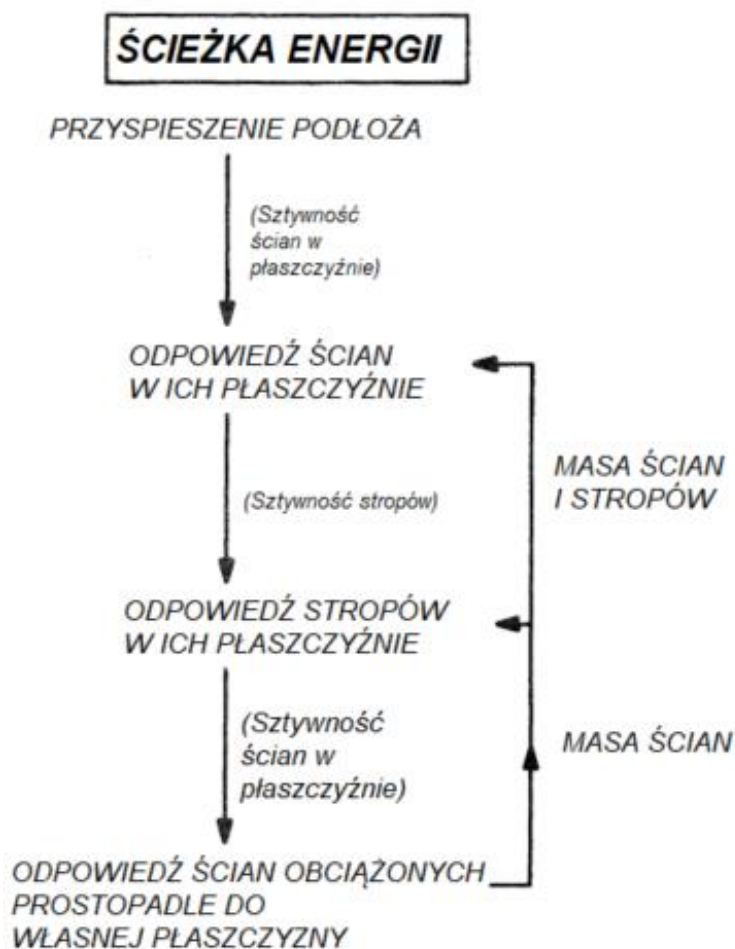 ŚCIEŻKA ENERGII
PRZYSPIESZENIE PODŁOŻA
(Sztywność
ścian w
płaszczyźnie)
ODPOWIEDŹ ŚCIAN
W ICH PŁASZCZYŹNIE
MASA ŚCIAN
I STROPÓW
(Sztywność stropów)
ODPOWIEDŹ STROPÓW
W ICH PŁASZCZYŹNIE
(Sztywność
ścian w
płaszczyźnie)
MASA ŚCIAN
ODPOWIEDŹ ŚCIAN OBCIĄŻONYCH
PROSTOPADLE DO
WŁASNEJ PŁASZCZYZNY